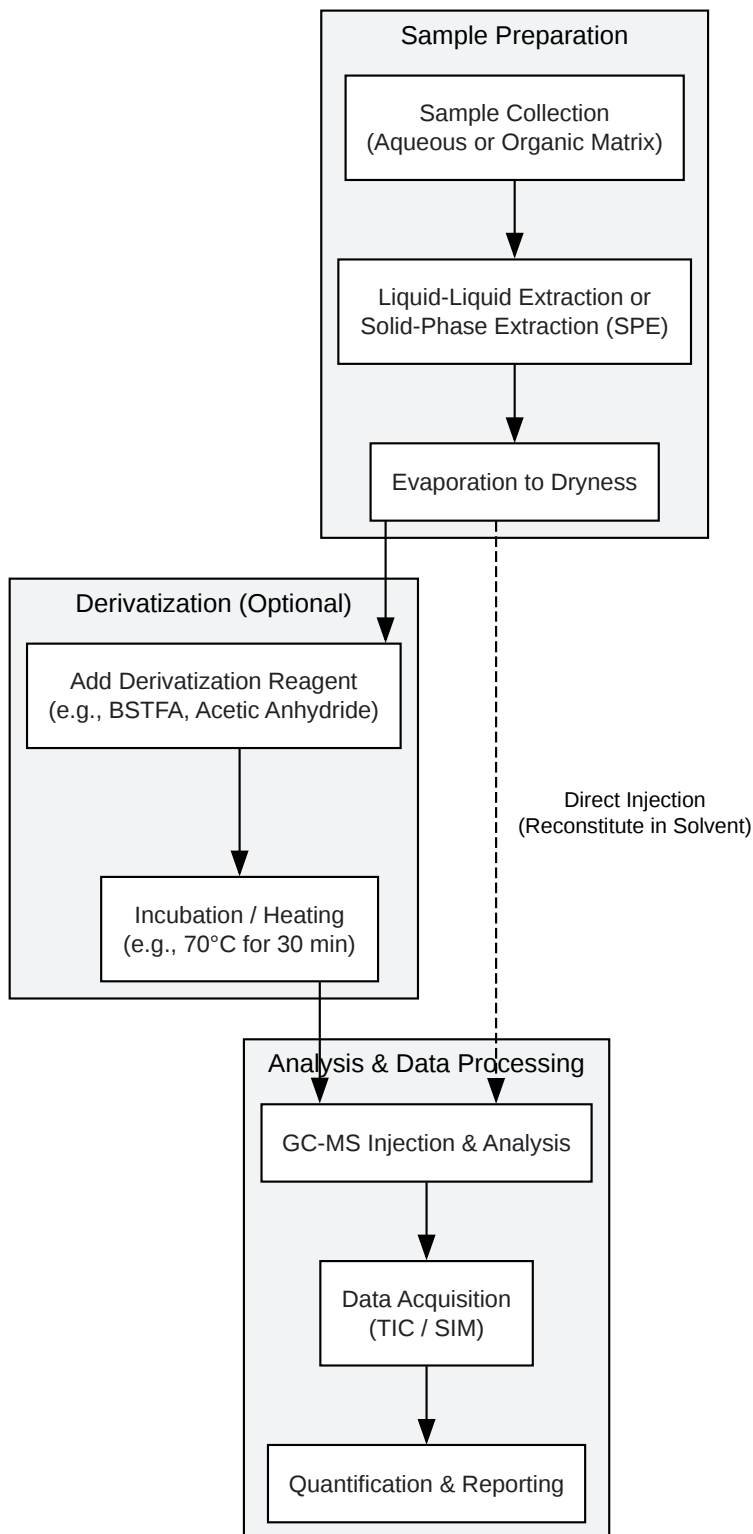 Sample Preparation
Sample Collection
(Aqueous or Organic Matrix)
Liquid-Liquid Extraction or
Solid-Phase Extraction (SPE)
Evaporation to Dryness
Derivatization (Optional)
Add Derivatization Reagent
(e.g., BSTFA, Acetic Anhydride)
Incubation / Heating
(e.g., 70°C for 30 min)
Direct Injection
(Reconstitute in Solvent)
Analysis & Data Processing
GC-MS Injection & Analysis
Data Acquisition
(TIC / SIM)
Quantification & Reporting